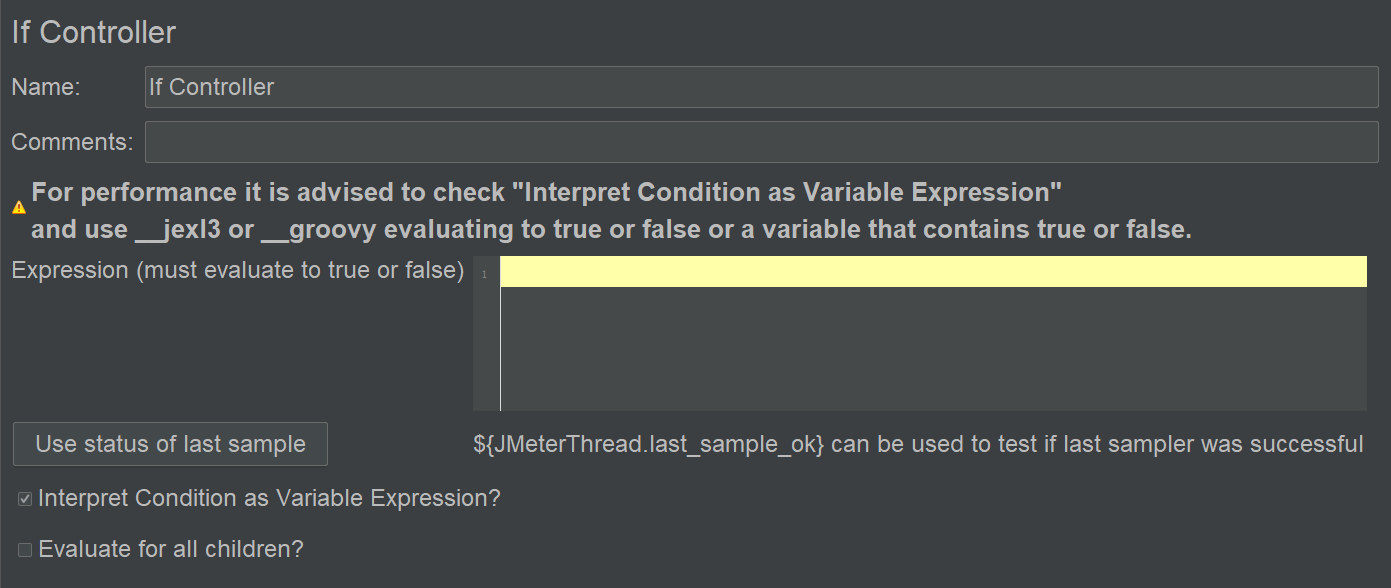 If Controller
Name: If Controller
Comments:
For performance it is advised to check "Interpret Condition as Variable Expression"
and use __jexl3 or __groovy evaluating to true or false or a variable that contains true or false.
Expression (must evaluate to true or false) 1
Use status of last sample ${JMeterThread.last_sample_ok} can be used to test if last sampler was successful
Interpret Condition as Variable Expression?
Evaluate for all children?